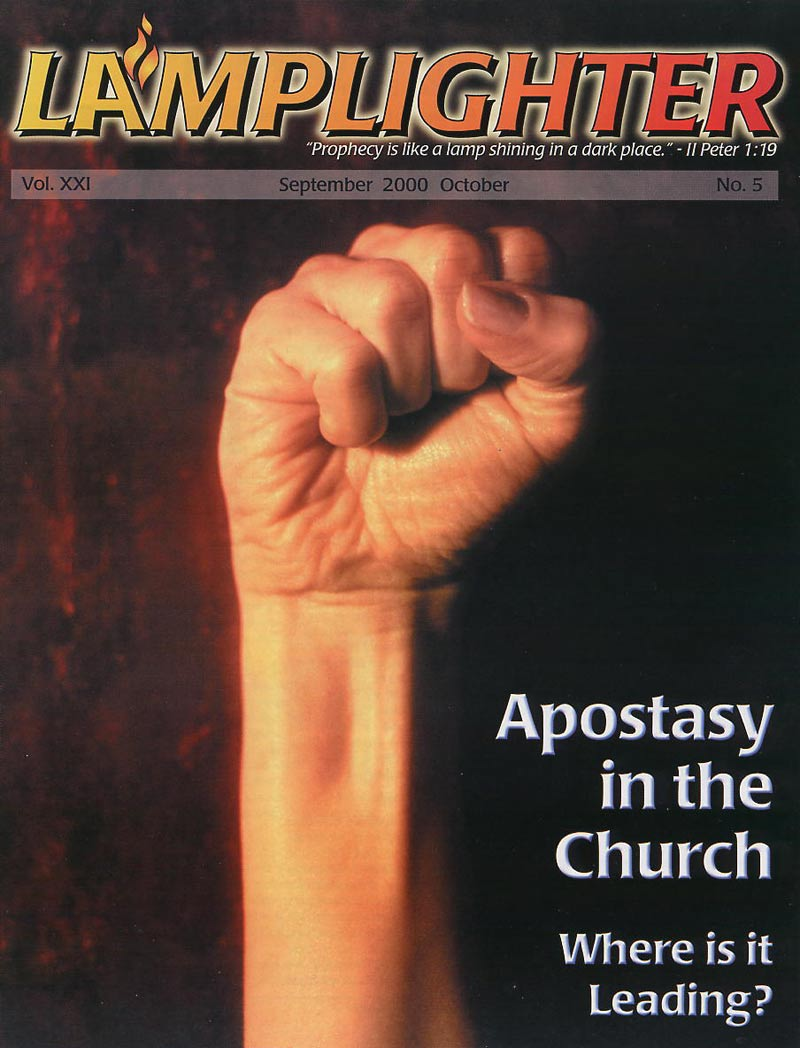 LAMPLIGHTER
"Prophecy is like a lamp shining in a dark place." - II Peter 1:19
Vol. XXI September 2000 October No. 5
Apostasy
in the
Church
Where is it
Leading?